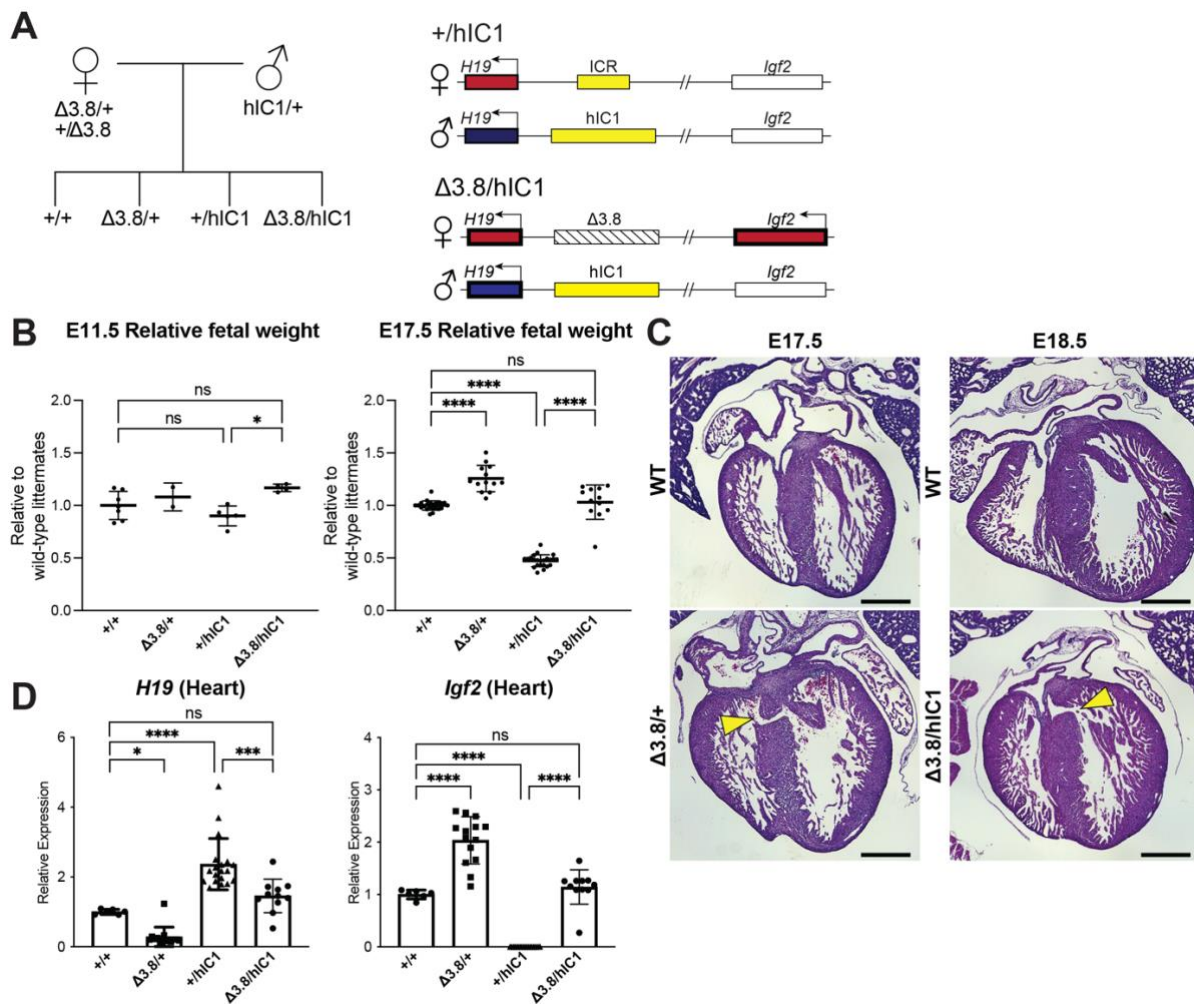 A
♀
♂
Δ3.8/+
+/Δ3.8
hIC1/+
+/+
Δ3.8/+
+/hIC1
Δ3.8/hIC1
+/hIC1
♀
H19
ICR
//
Igf2
♂
H19
hIC1
//
Igf2
Δ3.8/hIC1
♀
H19
Δ3.8
//
Igf2
♂
H19
hIC1
//
Igf2
B
E11.5 Relative fetal weight
ns
ns
*
2.0
1.5
1.0
0.5
0.0
Relative to
wild-type littermates
+/+
Δ3.8/+
+/hIC1
Δ3.8/hIC1
E17.5 Relative fetal weight
ns
****
**** ****
2.0
1.5
1.0
0.5
0.0
Relative to
wild-type littermates
+/+
Δ3.8/+
+/hIC1
Δ3.8/hIC1
C
E17.5
E18.5
WT
WT
Δ3.8/+
Δ3.8/hIC1
D
H19 (Heart)
ns
****
* ***
6
4
2
0
Relative Expression
+/+
Δ3.8/+
+/hIC1
Δ3.8/hIC1
Igf2 (Heart)
ns
****
**** ****
4
3
2
1
0
Relative Expression
+/+
Δ3.8/+
+/hIC1
Δ3.8/hIC1